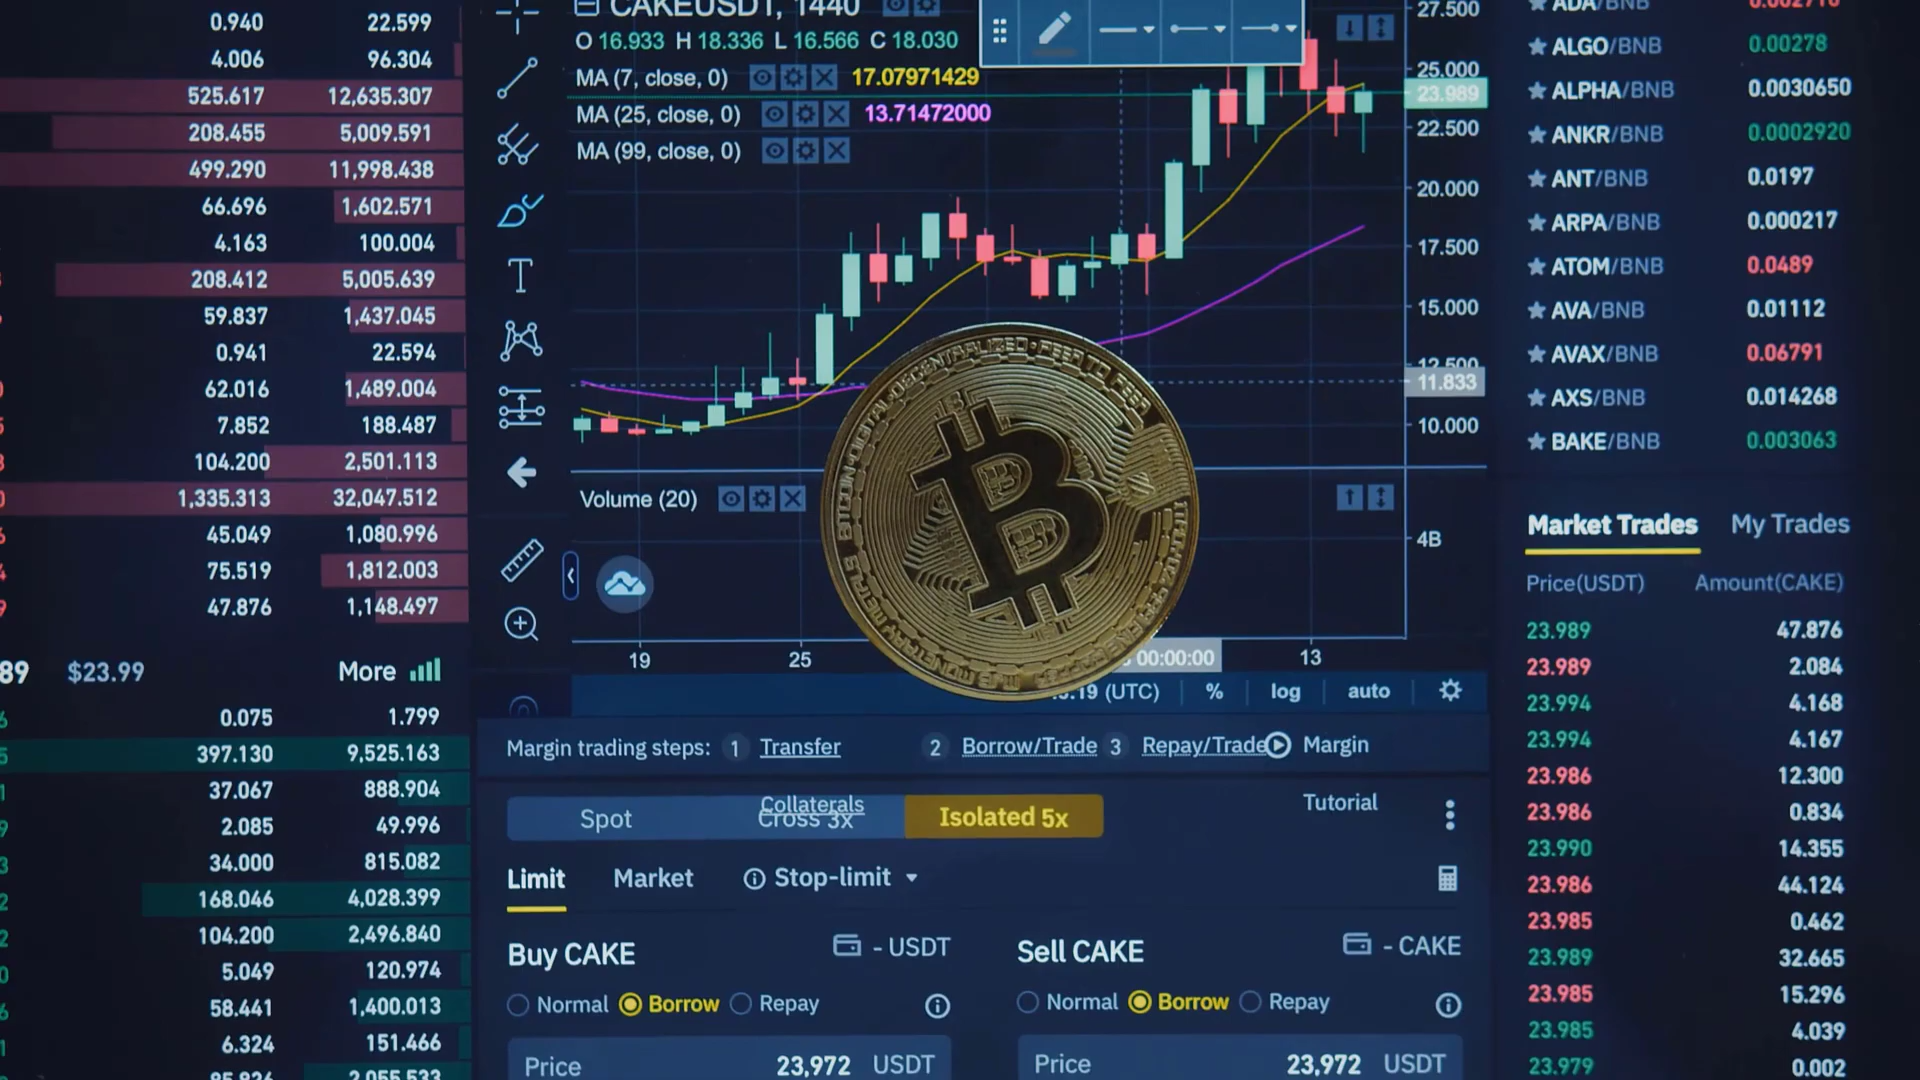 0.940 22.599
4.006 96.304
525.617 12,635.307
208.455 5,009.591
499.290 11,998.438
66.696 1,602.571
4.163 100.004
208.412 5,005.639
59.837 1,437.045
0.941 22.594
62.016 1,489.004
7.852 188.487
104.200 2,501.113
1,335.313 32,047.512
45.049 1,080.996
75.519 1,812.003
47.876 1,148.497
89 $23.99 More
0.075 1.799
397.130 9,525.163
37.067 888.904
2.085 49.996
34.000 815.082
168.046 4,028.399
104.200 2,496.840
5.049 120.974
58.441 1,400.013
6.324 151.466
2,055.533
CAKEUSDT, 1440
O 16.933 H 18.336 L 16.566 C 18.030
MA (7, close, 0) 17.07971429
MA (25, close, 0) 13.71472000
MA (99, close, 0)
27.500
25.000
23.989
22.500
20.000
17.500
15.000
12.500
11.833
10.000
Volume (20)
4B
BITCOIN DIGITAL DECENTRALIZED PEER TO PEER
19 25 00:00:00 13
19 (UTC) % log auto
Margin trading steps: 1 Transfer 2 Borrow/Trade 3 Repay/Trade Margin
Collaterals Tutorial
Spot Cross 3x Isolated 5x
Limit Market Stop-limit
Buy CAKE - USDT
Normal Borrow Repay
Price 23,972 USDT
Sell CAKE - CAKE
Normal Borrow Repay
Price 23,972 USDT
ADA/BNB
ALGO/BNB 0.00278
ALPHA/BNB 0.0030650
ANKR/BNB 0.0002920
ANT/BNB 0.0197
ARPA/BNB 0.000217
ATOM/BNB 0.0489
AVA/BNB 0.01112
AVAX/BNB 0.06791
AXS/BNB 0.014268
BAKE/BNB 0.003063
Market Trades My Trades
Price(USDT) Amount(CAKE)
23.989 47.876
23.989 2.084
23.994 4.168
23.994 4.167
23.986 12.300
23.986 0.834
23.990 14.355
23.986 44.124
23.985 0.462
23.989 32.665
23.985 15.296
23.985 4.039
23.979 0.002